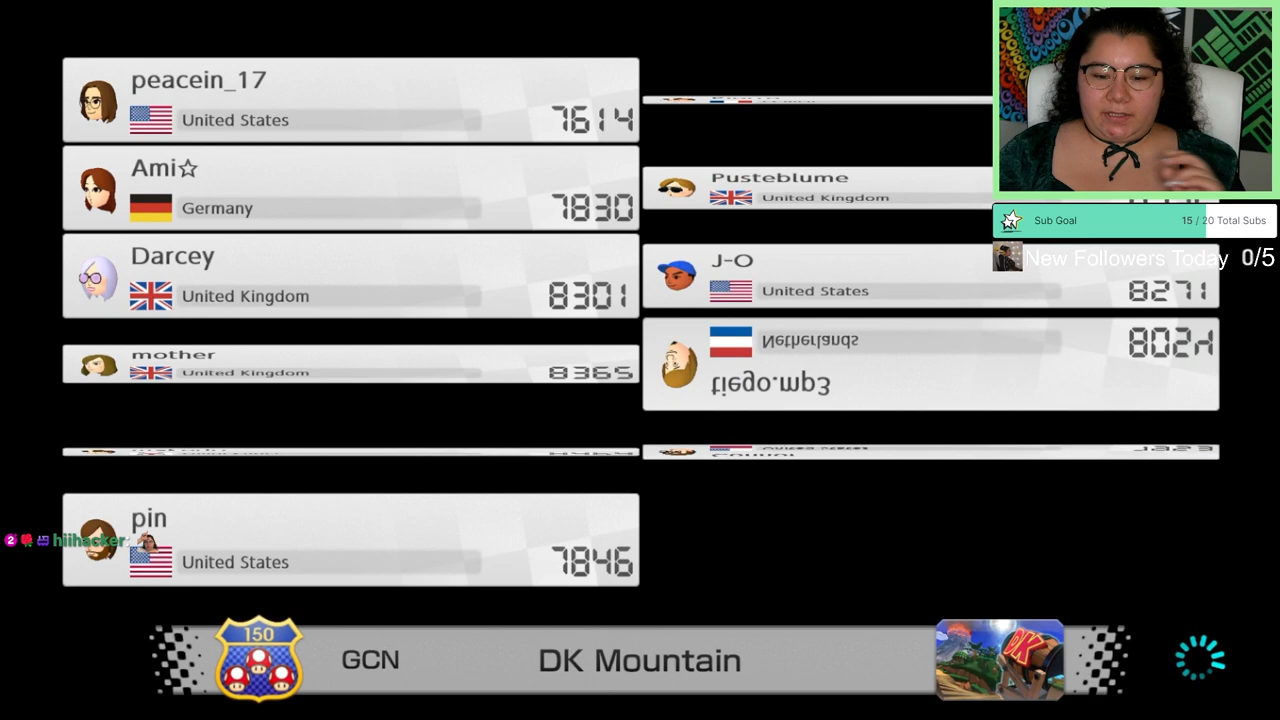 peacein_17
United States
7614
Ami☆
Germany
7830
Darcey
United Kingdom
8301
mother
United Kingdom
8365
pin
United States
7846
Pusteblume
United Kingdom
J-O
United States
8271
Netherlands
8024
tiego.mp3
Sub Goal
15 / 20 Total Subs
New Followers Today 0/5
2
hiihacker:
150
GCN
DK Mountain
DK